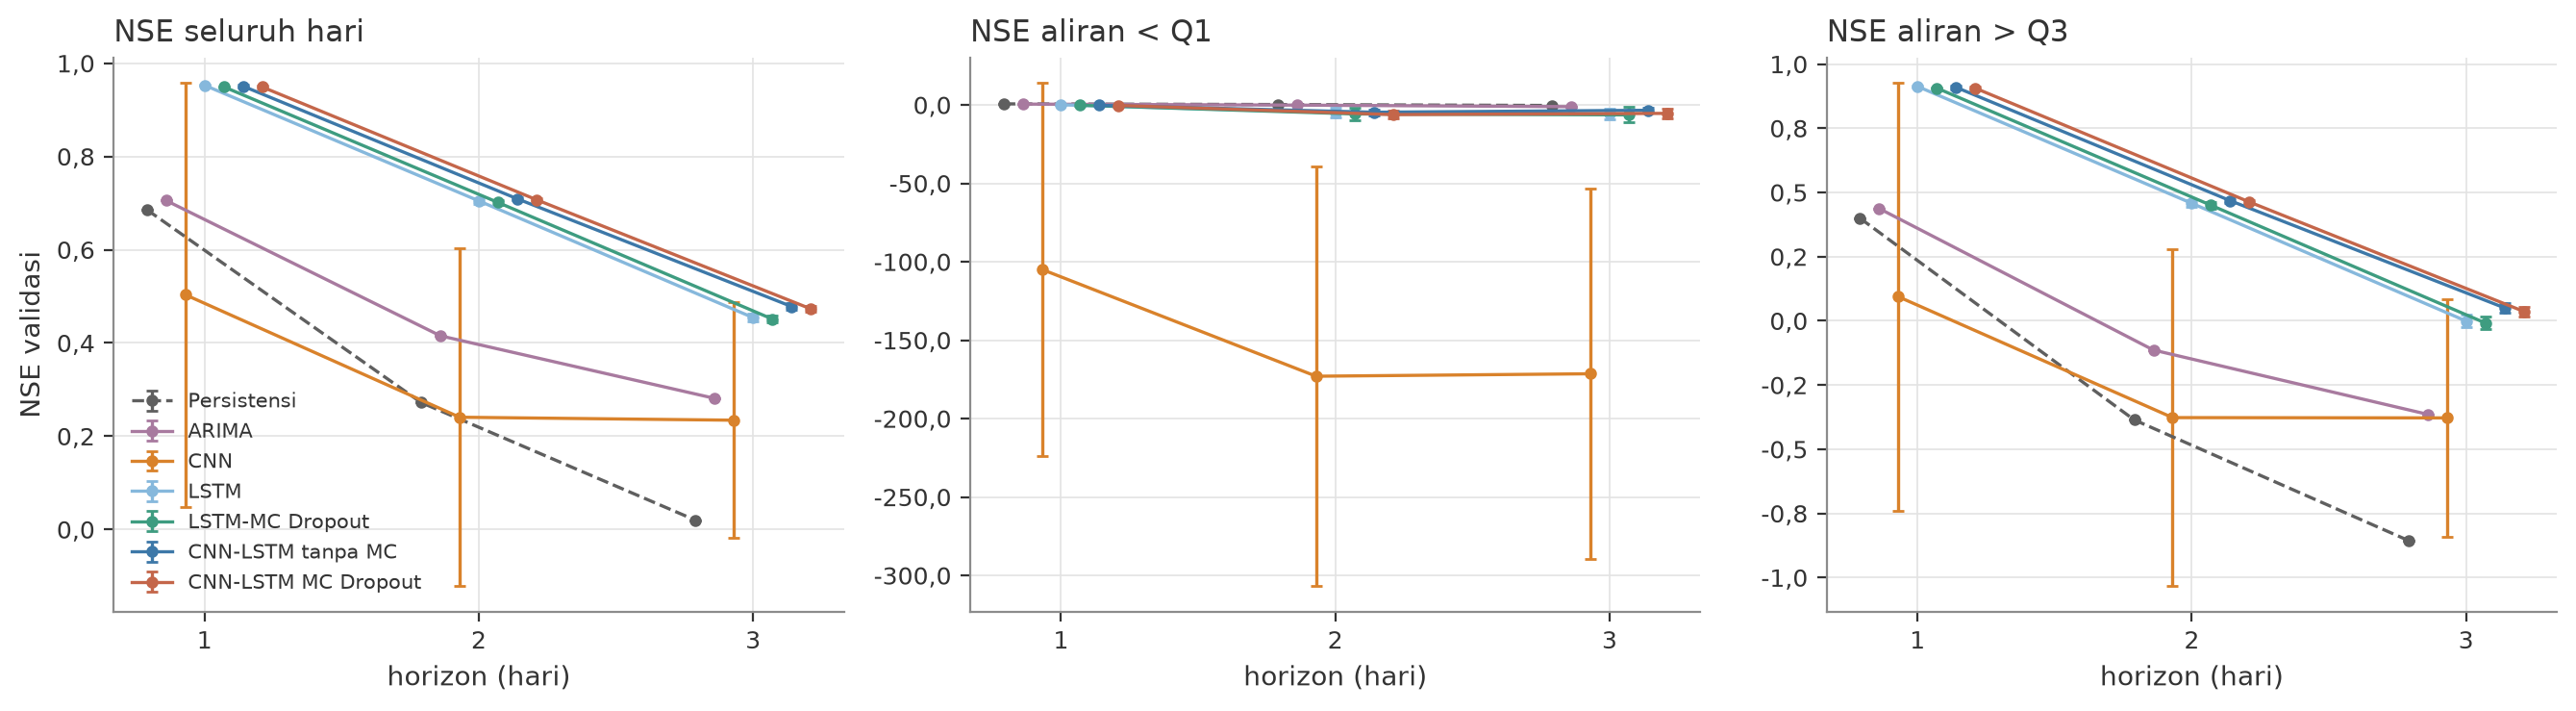 NSE seluruh hari
NSE validasi
1,0
0,8
0,6
0,4
0,2
0,0
Persistensi
ARIMA
CNN
LSTM
LSTM-MC Dropout
CNN-LSTM tanpa MC
CNN-LSTM MC Dropout
1
2
3
horizon (hari)
NSE aliran < Q1
0,0
-50,0
-100,0
-150,0
-200,0
-250,0
-300,0
1
2
3
horizon (hari)
NSE aliran > Q3
1,0
0,8
0,5
0,2
0,0
-0,2
-0,5
-0,8
-1,0
1
2
3
horizon (hari)